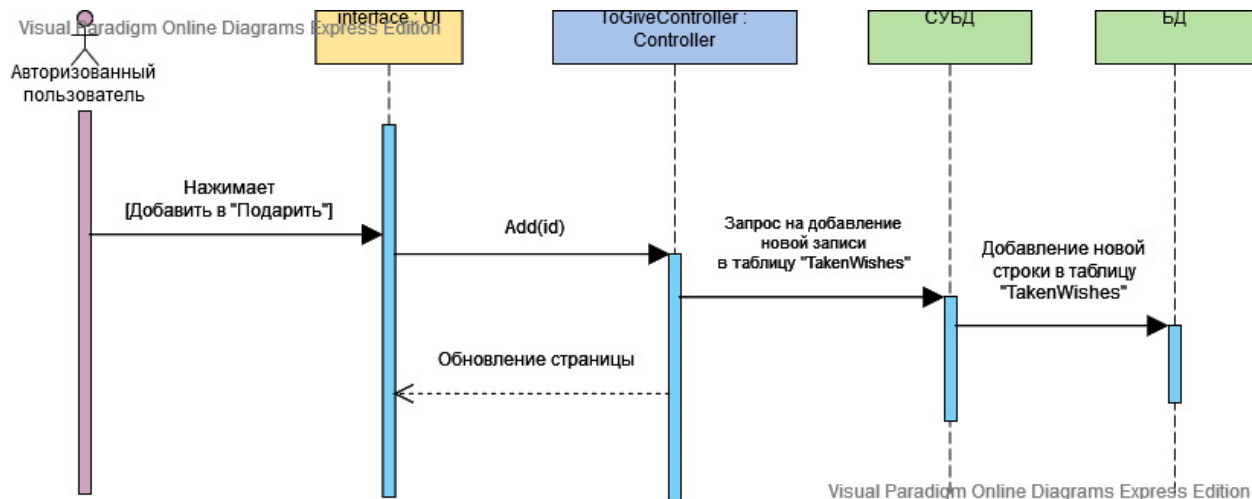 Visual Paradigm Online Diagrams Express Edition
interface : UI
ToGiveController :
Controller
СУБД
БД
Авторизованный
пользователь
Нажимает
[Добавить в "Подарить"]
Add(id)
Запрос на добавление
новой записи
в таблицу "TakenWishes"
Добавление новой
строки в таблицу
"TakenWishes"
Обновление страницы
Visual Paradigm Online Diagrams Express Edition